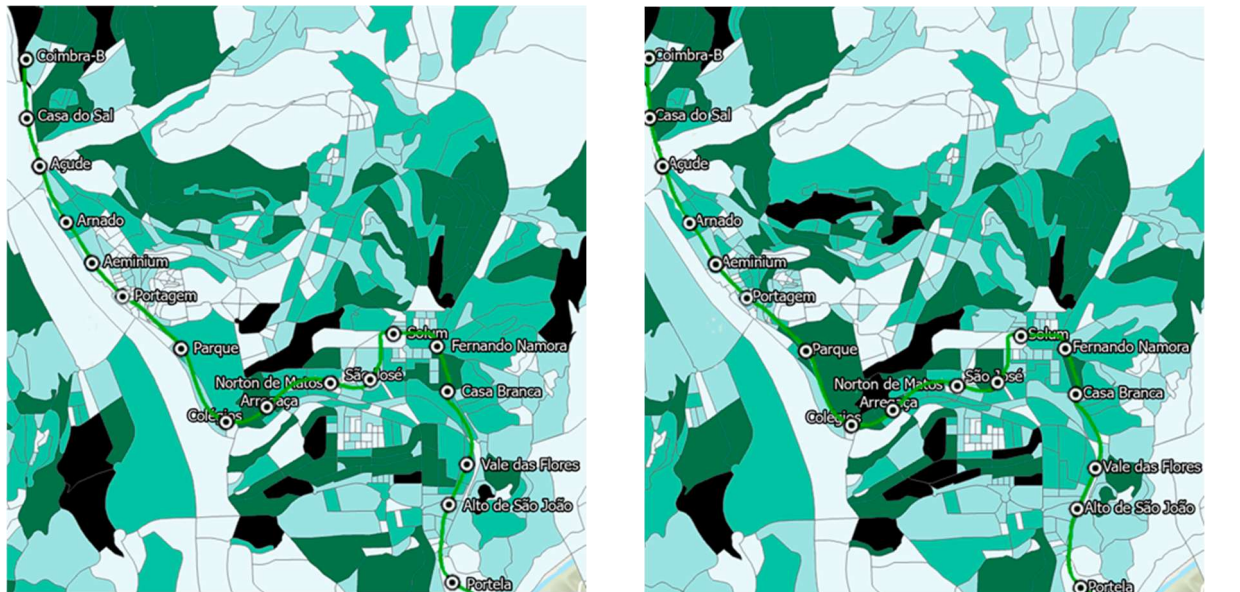 Coimbra-B
Casa do Sal
Açude
Arnado
Aeminium
Portagem
Parque
Solum
Fernando Namora
São José
Norton de Matos
Casa Branca
Arregaça
Colégios
Vale das Flores
Alto de São João
Portela
Coimbra-B
Casa do Sal
Açude
Arnado
Aeminium
Portagem
Parque
Solum
Fernando Namora
São José
Norton de Matos
Casa Branca
Arregaça
Colégios
Vale das Flores
Alto de São João
Portela